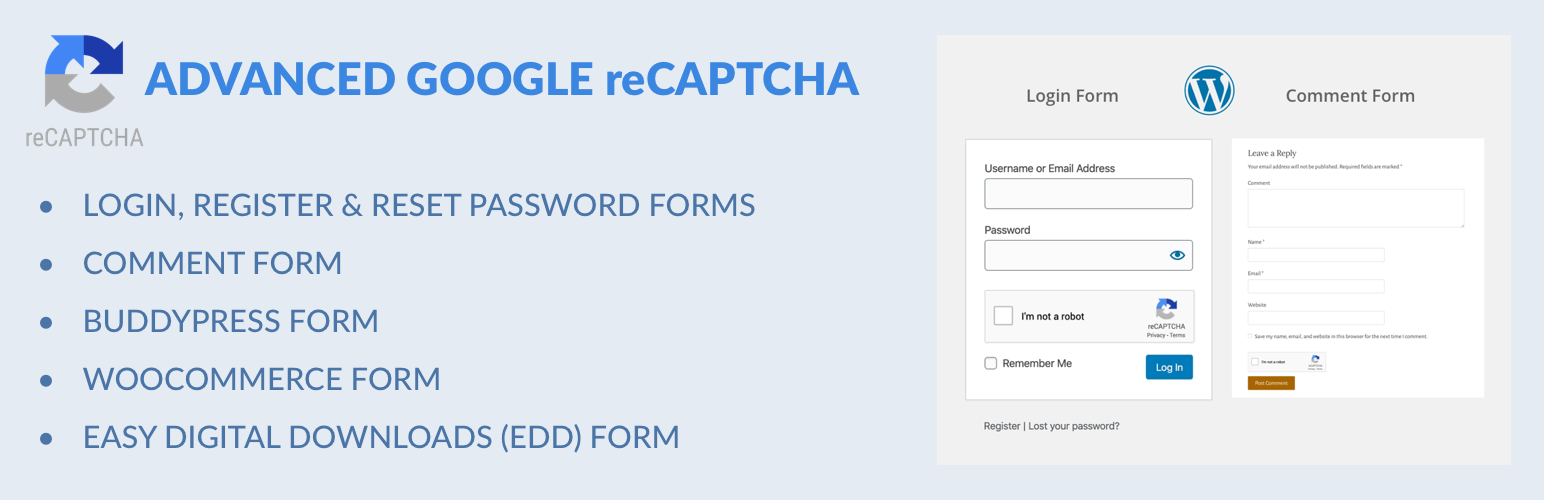 reCAPTCHA
ADVANCED GOOGLE reCAPTCHA
• LOGIN, REGISTER & RESET PASSWORD FORMS
• COMMENT FORM
• BUDDYPRESS FORM
• WOOCOMMERCE FORM
• EASY DIGITAL DOWNLOADS (EDD) FORM
Login Form
Comment Form
Username or Email Address
Password
I'm not a robot
reCAPTCHA
Privacy - Terms
Remember Me
Log In
Register | Lost your password?
Leave a Reply
Your email address will not be published. Required fields are marked *
Comment
Name *
Email *
Website
Save my name, email, and website in this browser for the next time I comment.
I'm not a robot
Post Comment